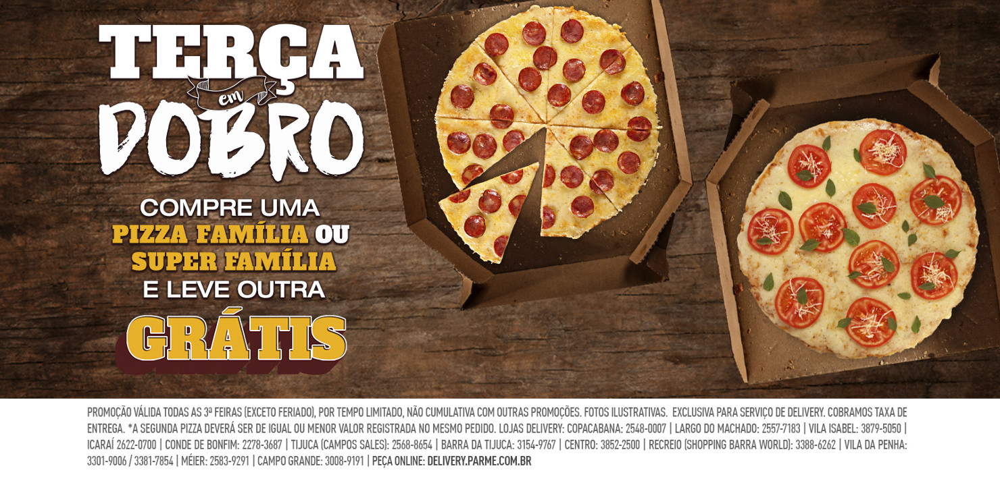 TERÇA
em
DOBRO
COMPRE UMA
PIZZA FAMÍLIA OU
SUPER FAMÍLIA
E LEVE OUTRA
GRÁTIS
PROMOÇÃO VÁLIDA TODAS AS 3ª FEIRAS (EXCETO FERIADO), POR TEMPO LIMITADO, NÃO CUMULATIVA COM OUTRAS PROMOÇÕES. FOTOS ILUSTRATIVAS. EXCLUSIVA PARA SERVIÇO DE DELIVERY. COBRAMOS TAXA DE
ENTREGA. *A SEGUNDA PIZZA DEVERÁ SER DE IGUAL OU MENOR VALOR REGISTRADA NO MESMO PEDIDO. LOJAS DELIVERY: COPACABANA: 2548-0007 | LARGO DO MACHADO: 2557-7183 | VILA ISABEL: 3879-5050 |
ICARAÍ 2622-0700 | CONDE DE BONFIM: 2278-3687 | TIJUCA (CAMPOS SALES): 2568-8654 | BARRA DA TIJUCA: 3154-9767 | CENTRO: 3852-2500 | RECREIO (SHOPPING BARRA WORLD): 3388-6262 | VILA DA PENHA:
3301-9006 / 3381-7854 | MÉIER: 2583-9291 | CAMPO GRANDE: 3008-9191 | PEÇA ONLINE: DELIVERY.PARME.COM.BR